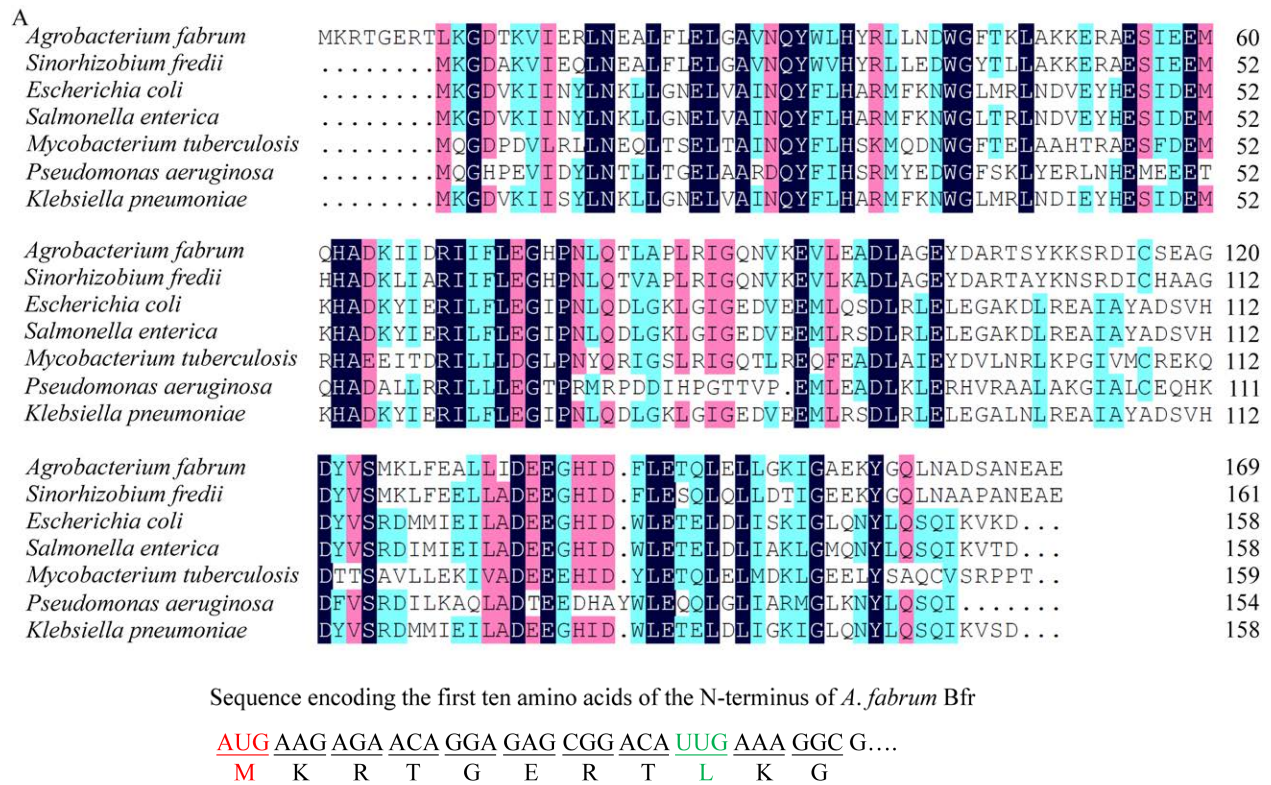 A
Agrobacterium fabrum MKRTGERTLKGDTKVIERLNEALFLELGAVNQYWLHYRLLNDWGFTKLAKKERAESIEEM 60
Sinorhizobium fredii ........MKGDAKVIEQLNEALFLELGAVNQYWVHYRLLEDWGYTLLAKKERAESIEEM 52
Escherichia coli ........MKGDVKIINYLNKLLGNELVAINQYFLHARMFKNWGLMRLNDVEYHESIDEM 52
Salmonella enterica ........MKGDVKIINYLNKLLGNELVAINQYFLHARMFKNWGLTRLNDVEYHESIDEM 52
Mycobacterium tuberculosis ........MQGDPDVLRLLNEQLTSELTAINQYFLHSKMQDNWGFTELAAHTRAESFDEM 52
Pseudomonas aeruginosa ........MQGHPEVIDYLNTLLTGELAARDQYFIHSRMYEDWGFSKLYERLNHEMEEET 52
Klebsiella pneumoniae ........MKGDVKIISYLNKLLGNELVAINQYFLHARMFKNWGLMRLNDIEYHESIDEM 52
Agrobacterium fabrum QHADKIIDRIIFLEGHPNLQTLAPLRIGQNVKEVLEADLAGEYDARTSYKKSRDICSEAG 120
Sinorhizobium fredii HHADKLIARIIFLEGHPNLQTVAPLRIGQNVKEVLKADLAGEYDARTAYKNSRDICHAAG 112
Escherichia coli KHADKYIERILFLEGIPNLQDLGKLGIGEDVEEMLQSDLRLELEGAKDLREAIAYADSVH 112
Salmonella enterica KHADKYIERILFLEGIPNLQDLGKLGIGEDVEEMLRSDLRLELEGAKDLREAIAYADSVH 112
Mycobacterium tuberculosis RHAEEITDRILLLDGLPNYQRIGSLRIGQTLREQFEADLAIEYDVLNRLKPGIVMCREKQ 112
Pseudomonas aeruginosa QHADALLRRILLLEGTPRMRPDDIHPGTTVP.EMLEADLKLERHVRAALAKGIALCEQHK 111
Klebsiella pneumoniae KHADKYIERILFLEGIPNLQDLGKLGIGEDVEEMLRSDLRLELEGALNLREAIAYADSVH 112
Agrobacterium fabrum DYVSMKLFEALLIDEEGHID.FLETQLELLGKIGAEKYGQLNADSANEAE 169
Sinorhizobium fredii DYVSMKLFEELLADEEGHID.FLESQLQLLDTIGEEKYGQLNAAPANEAE 161
Escherichia coli DYVSRDMMIEILADEEGHID.WLETELDLISKIGLQNYLQSQIKVKD... 158
Salmonella enterica DYVSRDIMIEILADEEGHID.WLETELDLIAKLGMQNYLQSQIKVTD... 158
Mycobacterium tuberculosis DTTSAVLLEKIVADEEEHID.YLETQLELMDKLGEELYSAQCVSRPPT.. 159
Pseudomonas aeruginosa DFVSRDILKAQLADTEEDHAYWLEQQLGLIARMGLKNYLQSQI....... 154
Klebsiella pneumoniae DYVSRDMMIEILADEEGHID.WLETELDLIGKIGLQNYLQSQIKVSD... 158
Sequence encoding the first ten amino acids of the N-terminus of A. fabrum Bfr
AUG AAG AGA ACA GGA GAG CGG ACA UUG AAA GGC G....
M K R T G E R T L K G